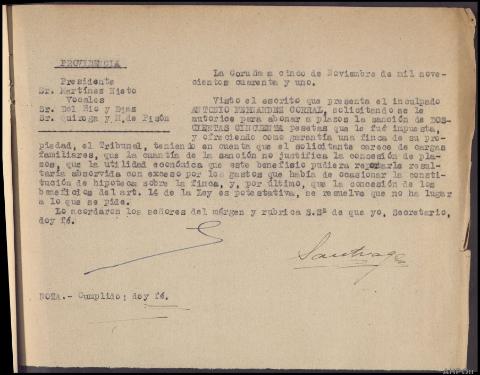 PROVIDENCIA
Presidente
Sr. Martínez Nieto
Vocales
Sr. Del Río y Días
Sr. Quiroga y H. de Pisón
La Coruña a cinco de Noviembre de mil nove-
cientos cuarenta y uno.
Visto el escrito que presenta el inculpado
ANTONIO FERNANDEZ CORRAL, solicitando se le
autorice para abonar a plazos la sanción de DOS-
CIENTAS CINCUENTA pesetas que le fué impuesta,
y ofreciendo como garantía una finca de su pro-
piedad, el Tribunal, teniendo en cuenta que el solicitante carece de cargas
familiares, que la cuantía de la sanción no justifica la concesión de pla-
zos, que la utilidad económica que este beneficio pudiera reportarle resul-
taría absorvida con exceso por los gastos que había de ocasionar la consti-
tución de hipoteca sobre la finca, y, por último, que la concesión de los
beneficios del art. 14 de la Ley es potestativa, se resuelve que no ha lugar
a lo que se pide.
Lo acordaron los señores del márgen y rubrica S.Sª de que yo, Secretario,
doy fé.
Santiago
NOTA.- Cumplido; doy fé.